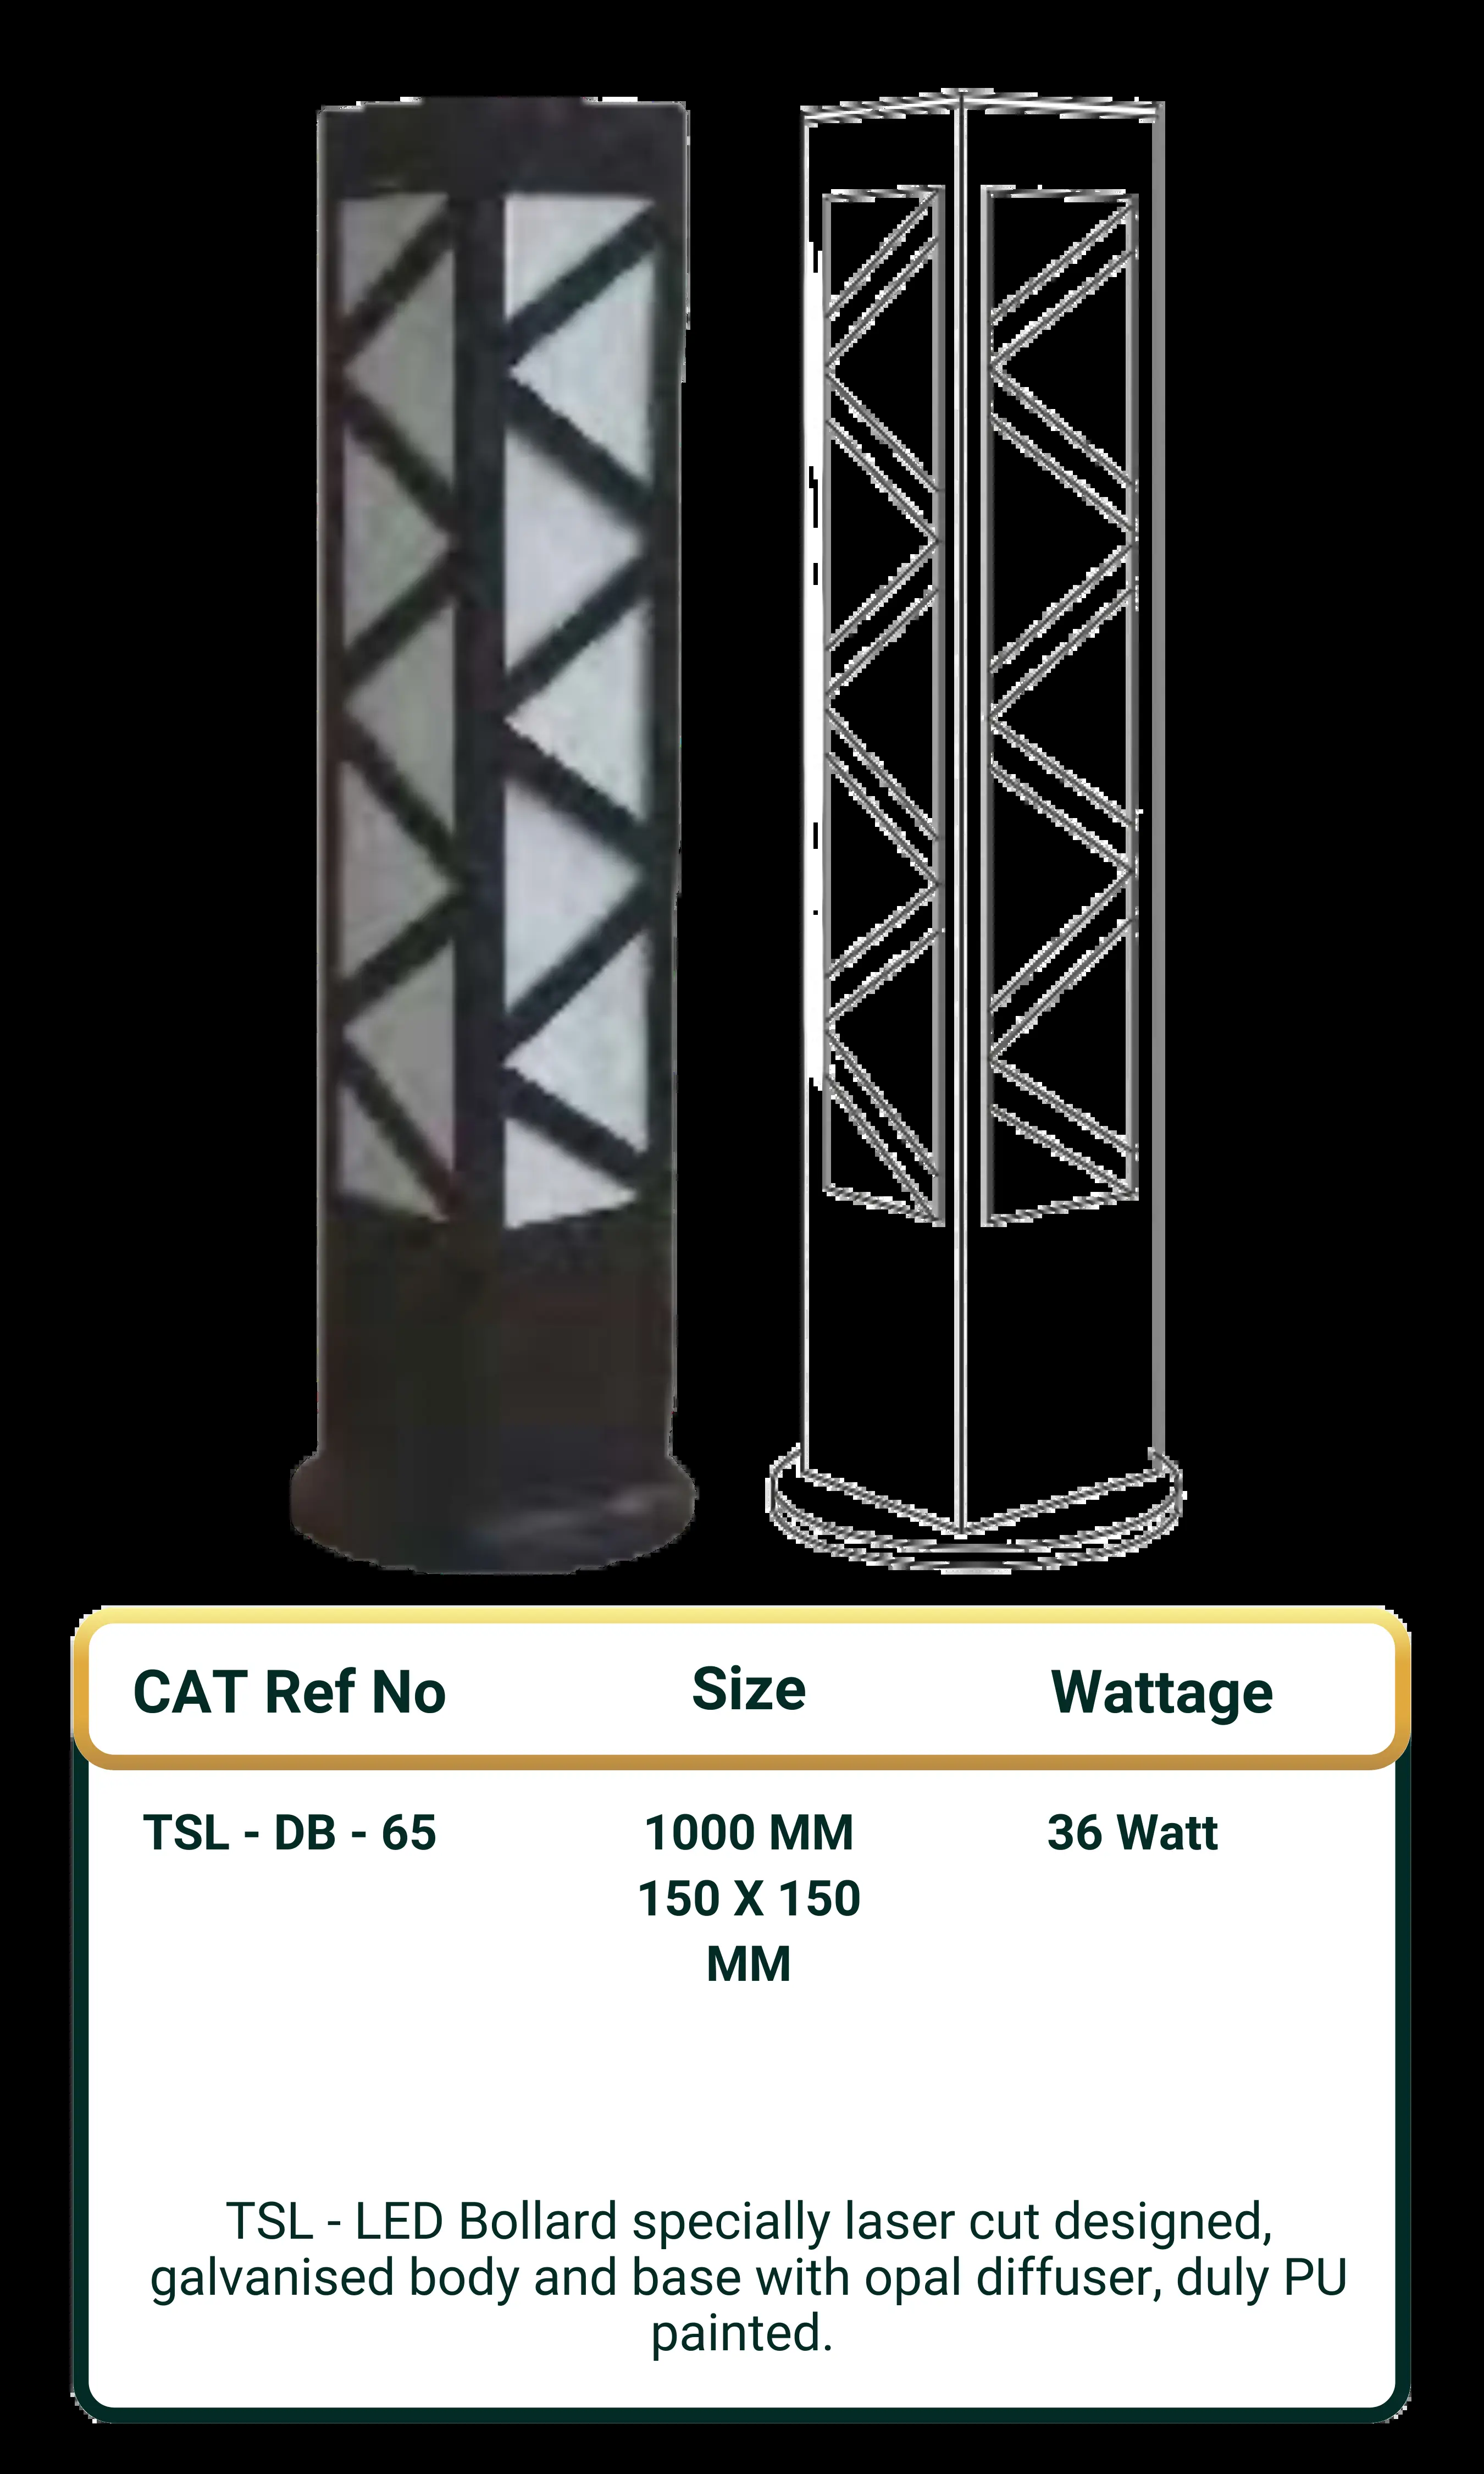 CAT Ref No Size Wattage
TSL - DB - 65 1000 MM 36 Watt
150 X 150
MM
TSL - LED Bollard specially laser cut designed,
galvanised body and base with opal diffuser, duly PU
painted.